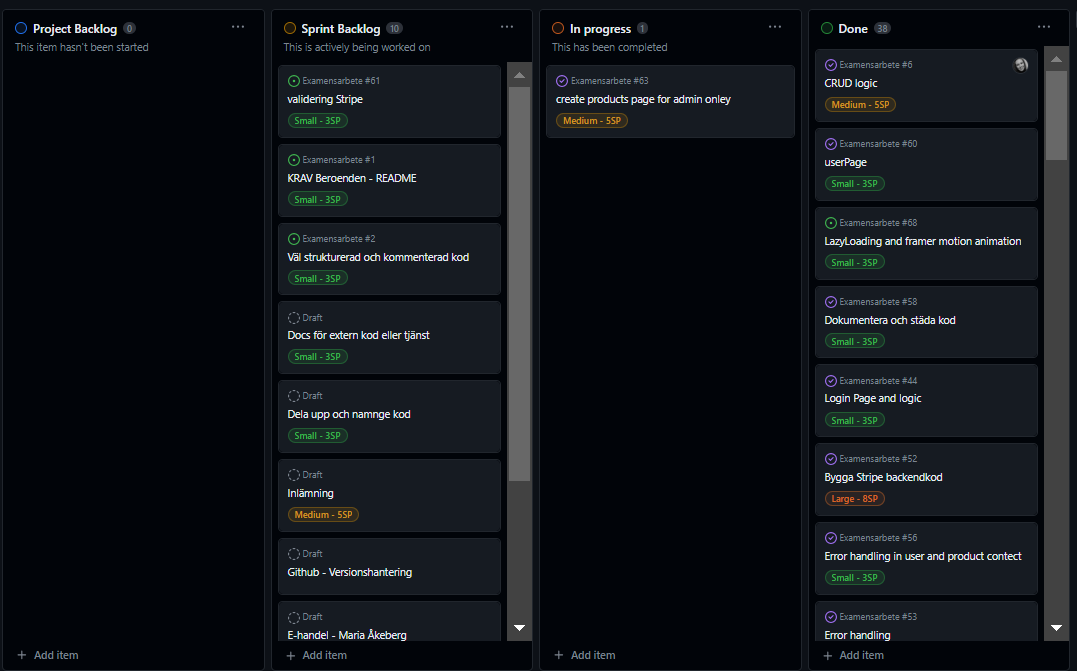 Project Backlog 0
This item hasn't been started
Add item
Sprint Backlog 10
This is actively being worked on
Examensarbete #61
validering Stripe
Small - 3SP
Examensarbete #1
KRAV Beroenden - README
Small - 3SP
Examensarbete #2
Väl strukturerad och kommenterad kod
Small - 3SP
Draft
Docs för extern kod eller tjänst
Small - 3SP
Draft
Dela upp och namnge kod
Small - 3SP
Draft
Inlämning
Medium - 5SP
Draft
Github - Versionshantering
Draft
E-handel - Maria Åkeberg
Add item
In progress 1
This has been completed
Examensarbete #63
create products page for admin onley
Medium - 5SP
Add item
Done 38
Examensarbete #6
CRUD logic
Medium - 5SP
Examensarbete #60
userPage
Small - 3SP
Examensarbete #68
LazyLoading and framer motion animation
Small - 3SP
Examensarbete #58
Dokumentera och städa kod
Small - 3SP
Examensarbete #44
Login Page and logic
Small - 3SP
Examensarbete #52
Bygga Stripe backendkod
Large - 8SP
Examensarbete #56
Error handling in user and product contect
Small - 3SP
Examensarbete #53
Error handling
Add item